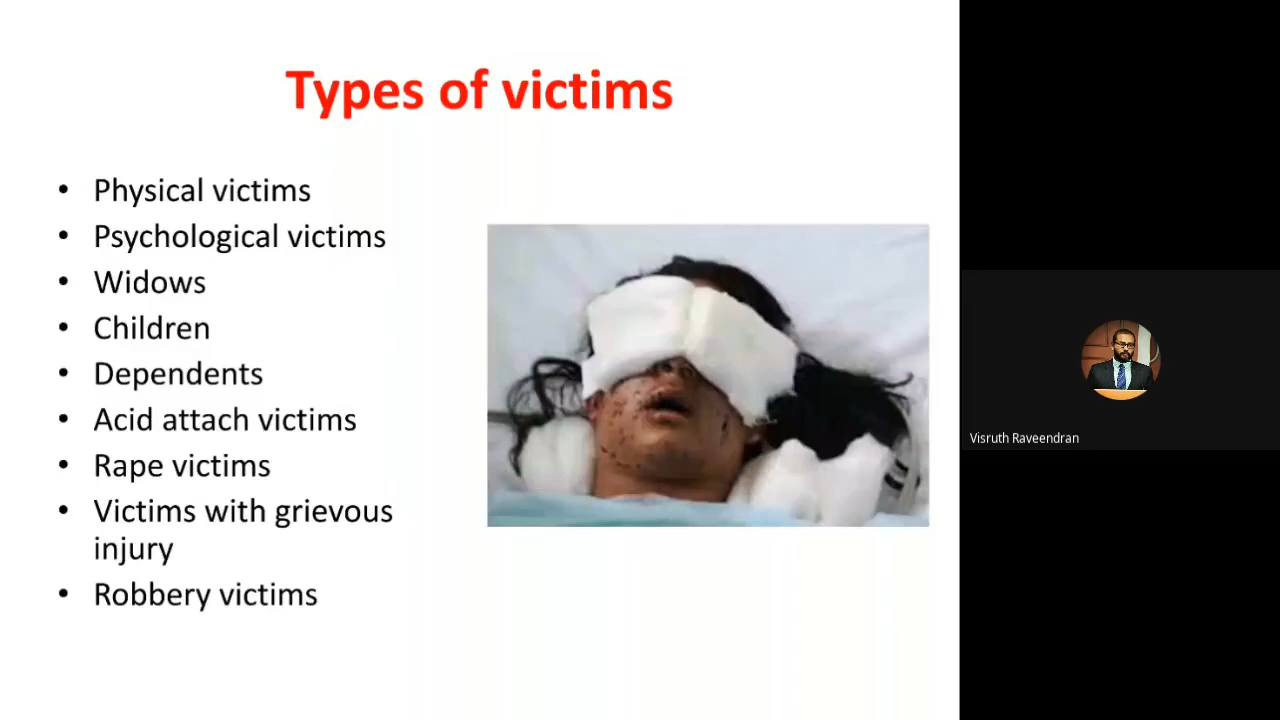 Types of victims
• Physical victims
• Psychological victims
• Widows
• Children
• Dependents
• Acid attach victims
• Rape victims
• Victims with grievous
injury
• Robbery victims
Visruth Raveendran